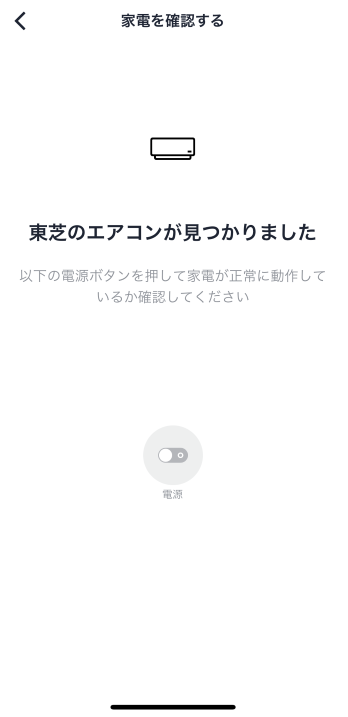 家電を確認する
東芝のエアコンが見つかりました
以下の電源ボタンを押して家電が正常に動作して
いるか確認してください
電源